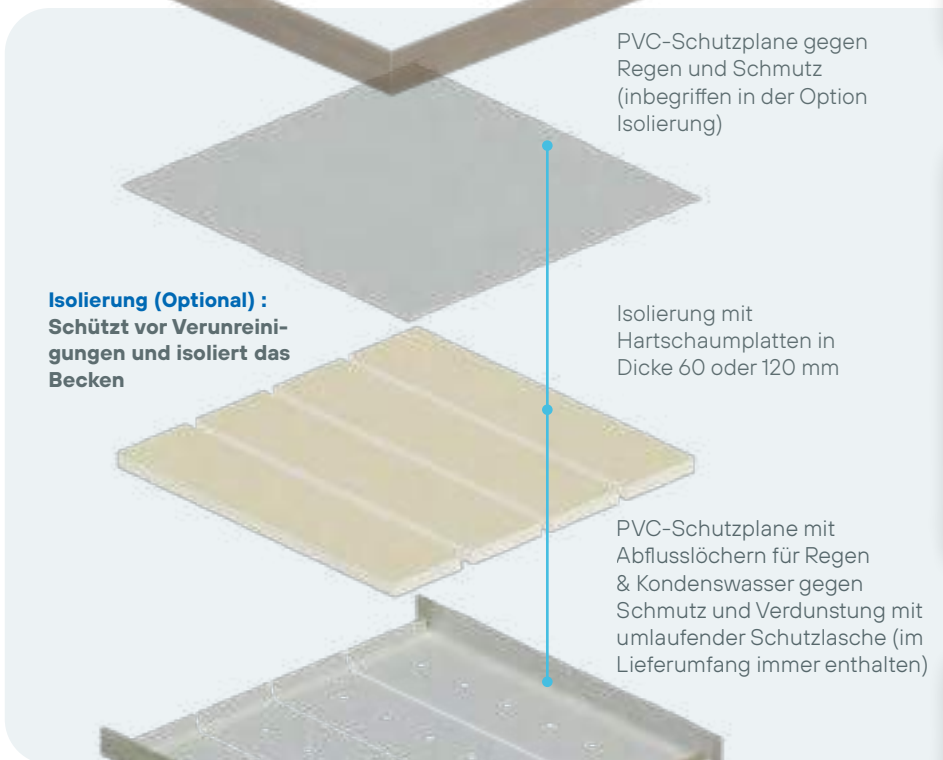 PVC-Schutzplane gegen
Regen und Schmutz
(inbegriffen in der Option
Isolierung)
Isolierung (Optional) :
Schützt vor Verunreini-
gungen und isoliert das
Becken
Isolierung mit
Hartschaumplatten in
Dicke 60 oder 120 mm
PVC-Schutzplane mit
Abflusslöchern für Regen
& Kondenswasser gegen
Schmutz und Verdunstung mit
umlaufender Schutzlasche (im
Lieferumfang immer enthalten)